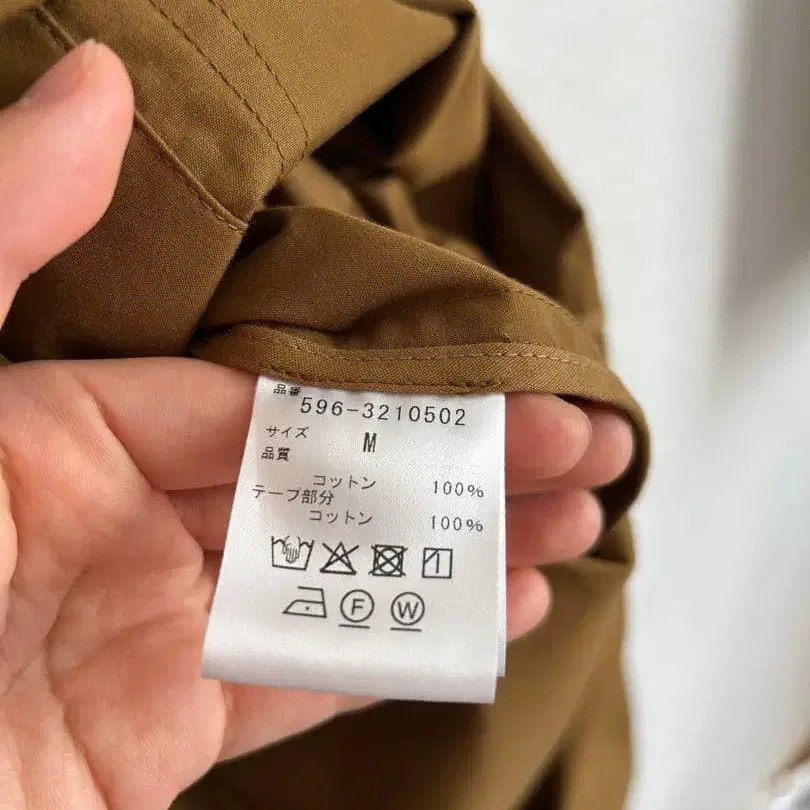 品番
596-3210502
サイズ M
品質
コットン 100%
テープ部分
コットン 100%
F W